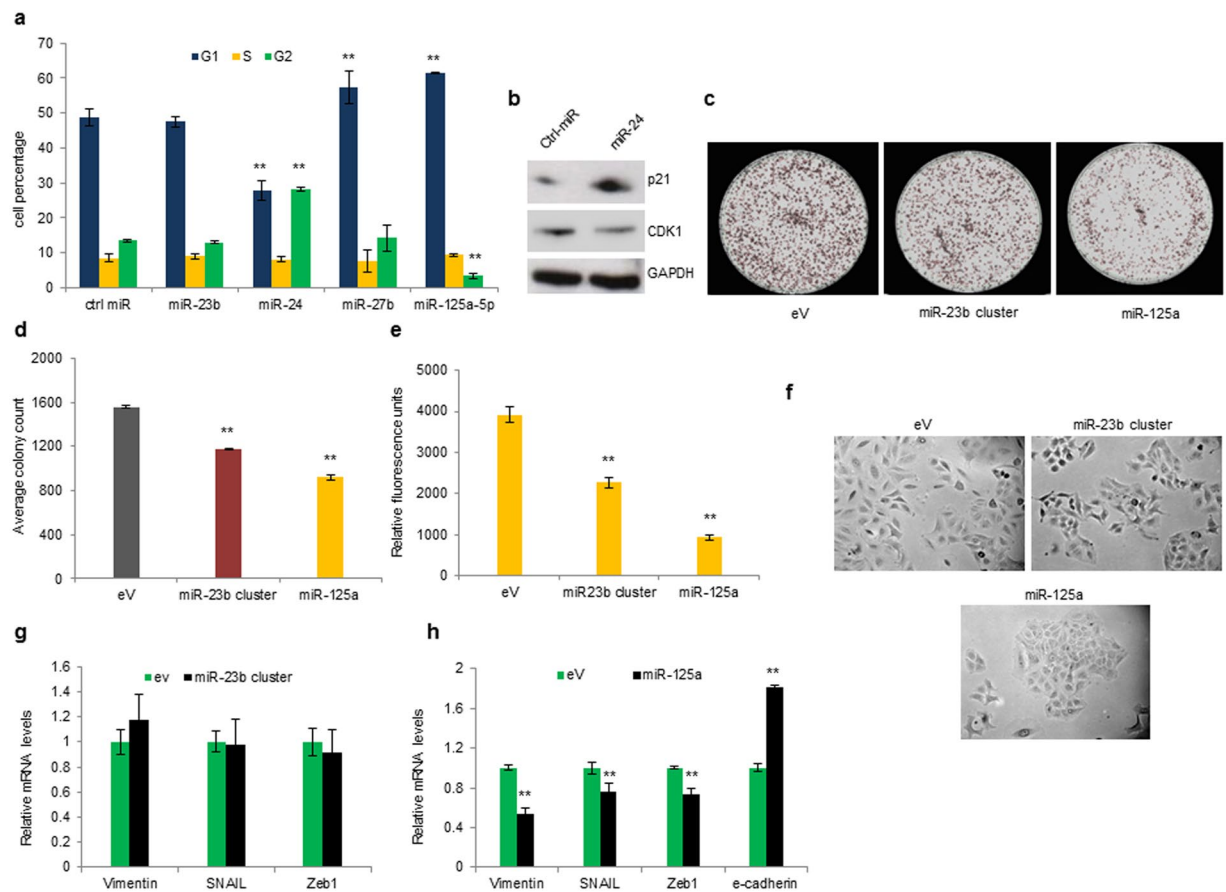 a
G1 S G2
70
60
50
40
30
20
10
0
cell percentage
** ** ** ** **
ctrl miR miR-23b miR-24 miR-27b miR-125a-5p
b
Ctrl-miR miR-24
p21
CDK1
GAPDH
c
eV miR-23b cluster miR-125a
d
2000
1600
1200
800
400
0
Average colony count
** **
eV miR-23b cluster miR-125a
e
5000
4000
3000
2000
1000
0
Relative fluorescence units
** **
eV miR23b cluster miR-125a
f
eV miR-23b cluster
miR-125a
g
ev miR-23b cluster
1.6
1.4
1.2
1
0.8
0.6
0.4
0.2
0
Relative mRNA levels
Vimentin SNAIL Zeb1
h
eV miR-125a
2
1.6
1.2
0.8
0.4
0
Relative mRNA levels
** ** ** **
Vimentin SNAIL Zeb1 e-cadherin